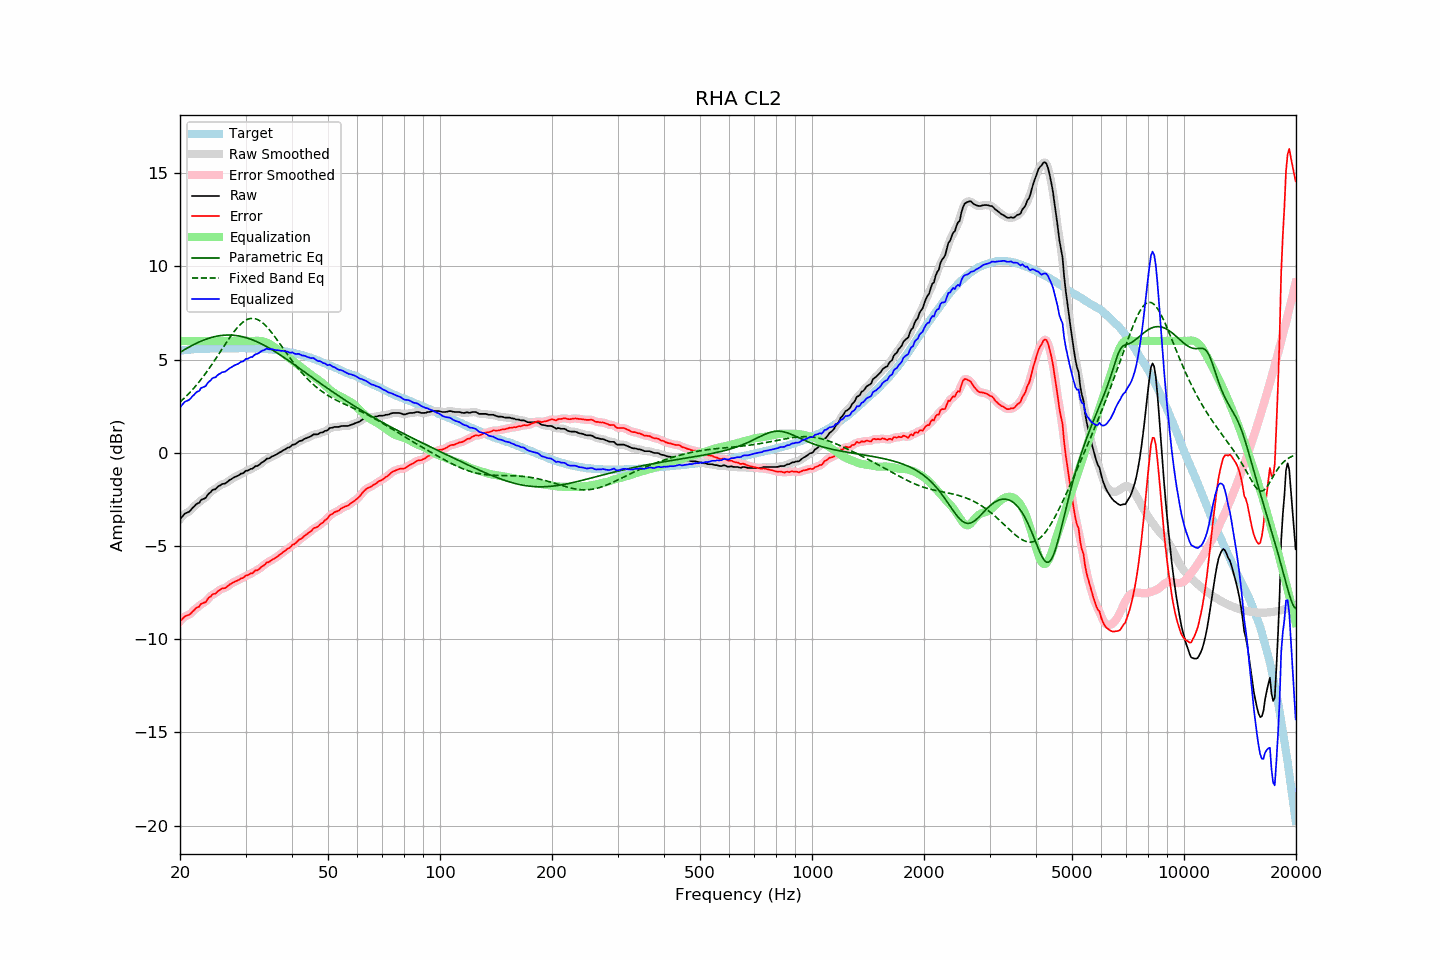 RHA CL2
Target
Raw Smoothed
Error Smoothed
Raw
Error
Equalization
Parametric Eq
Fixed Band Eq
Equalized
Amplitude (dBr)
15
10
5
0
−5
−10
−15
−20
20 50 100 200 500 1000 2000 5000 10000 20000
Frequency (Hz)